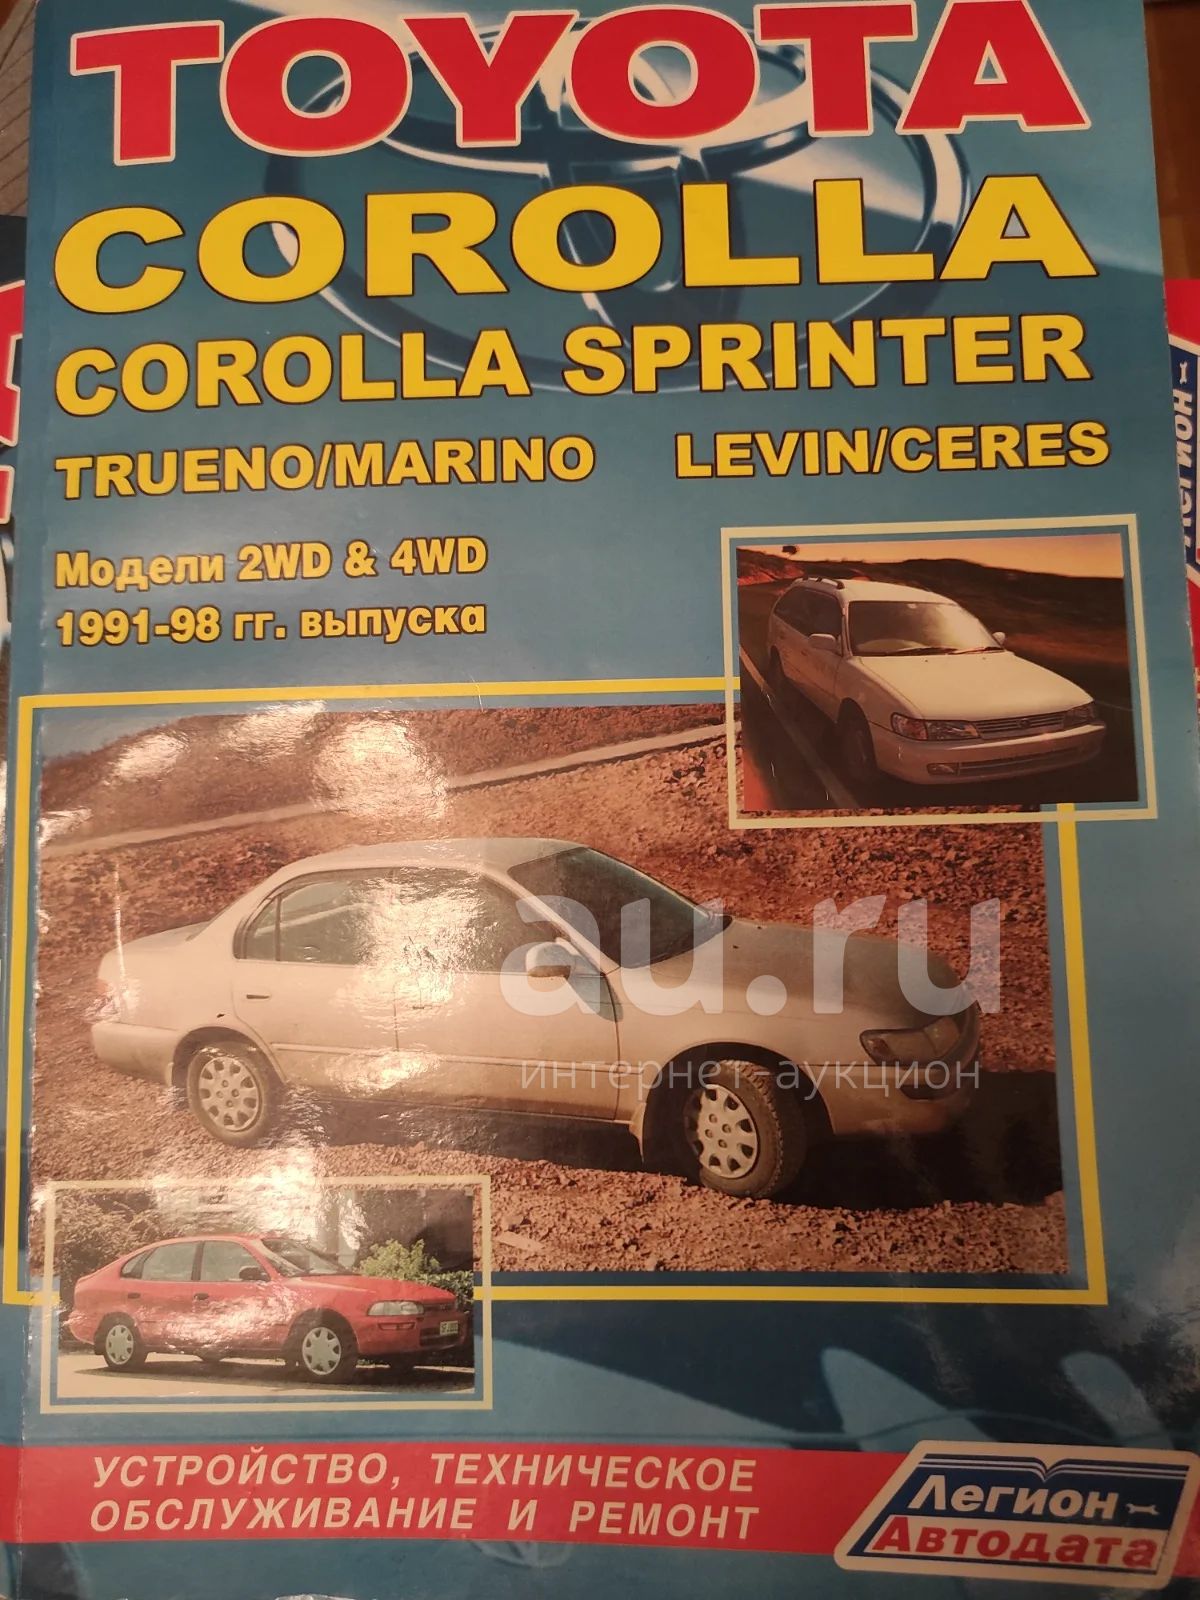 TOYOTA
COROLLA
COROLLA SPRINTER
TRUENO/MARINO LEVIN/CERES
Модели 2WD & 4WD
1991-98 гг. выпуска
au.ru
интернет-аукцион
УСТРОЙСТВО, ТЕХНИЧЕСКОЕ
ОБСЛУЖИВАНИЕ И РЕМОНТ
Легион-
Автодата